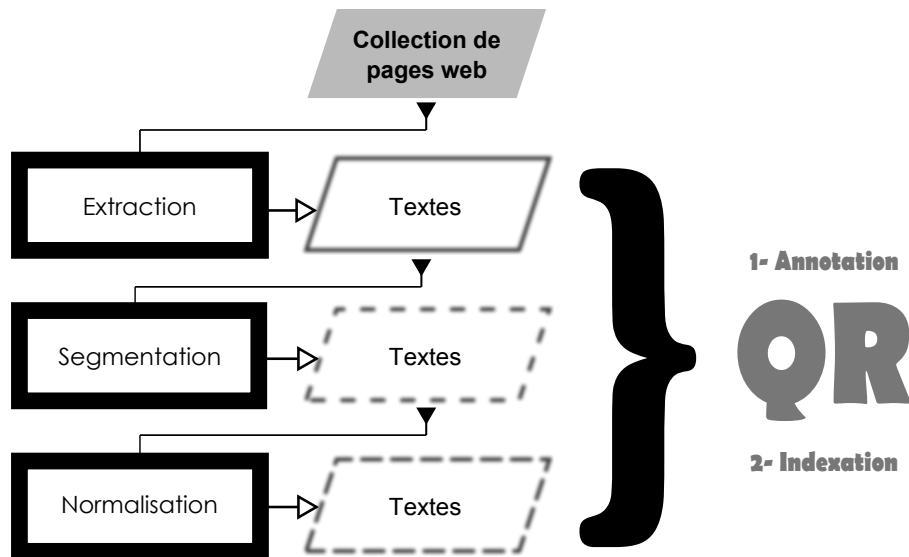 Collection de
pages web
Extraction
Textes
Segmentation
Textes
Normalisation
Textes
1- Annotation
QR
2- Indexation